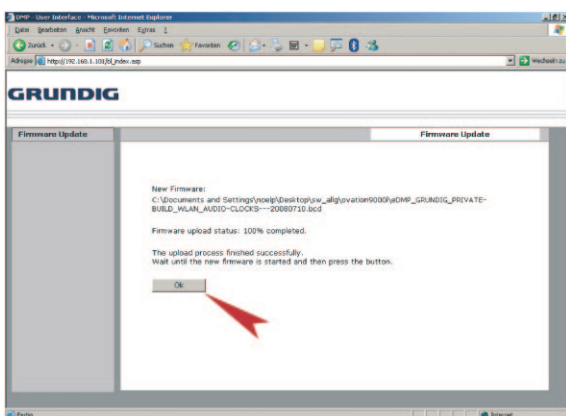 DMP - User Interface - Microsoft Internet Explorer
Datei Bearbeiten Ansicht Favoriten Extras ?
Zurück Suchen Favoriten
Adresse http://192.168.1.101/bl_index.asp Wechseln zu
GRUNDIG
Firmware Update
Firmware Update
New Firmware:
C:\Documents and Settings\noelp\Desktop\sw_allg\ovation9000i\eDMP_GRUNDIG_PRIVATE-
BUILD_WLAN_AUDIO-CLOCKS---20080710.bcd
Firmware upload status: 100% completed.
The upload process finished successfully.
Wait until the new firmware is started and then press the button.
Ok
Fertig Internet